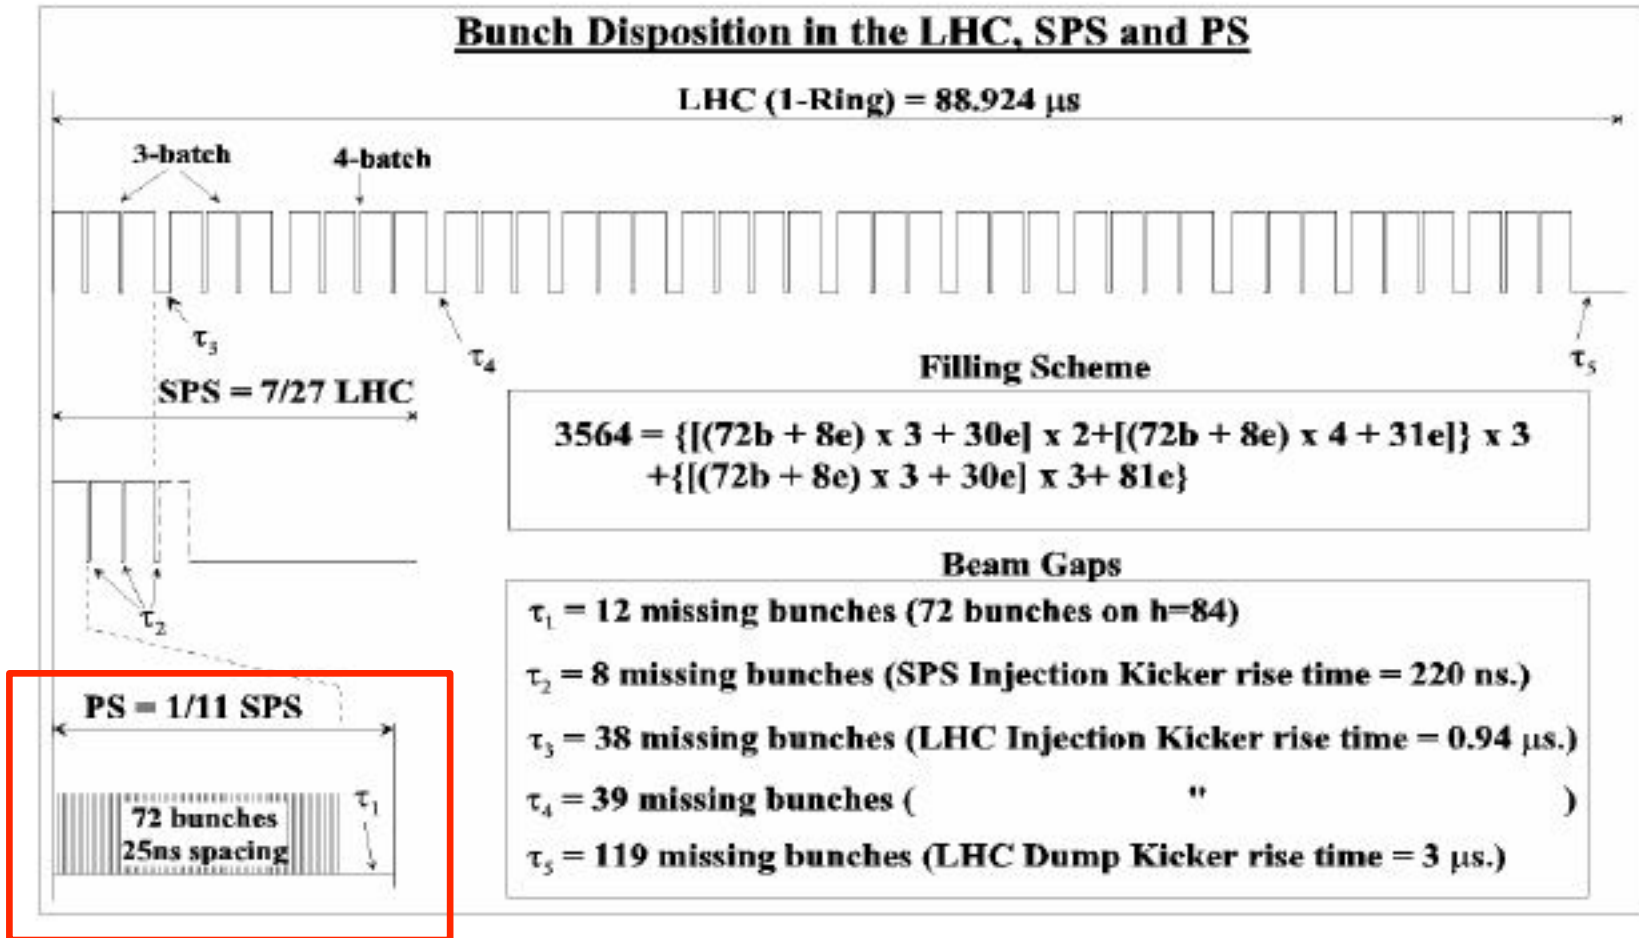 Bunch Disposition in the LHC, SPS and PS
LHC (1-Ring) = 88.924 μs
3-batch
4-batch
τ₃
τ₄
τ₅
SPS = 7/27 LHC
Filling Scheme
3564 = {[(72b + 8e) x 3 + 30e] x 2+[(72b + 8e) x 4 + 31e]} x 3
+{[(72b + 8e) x 3 + 30e] x 3+ 81e}
τ₂
Beam Gaps
τ₁ = 12 missing bunches (72 bunches on h=84)
τ₂ = 8 missing bunches (SPS Injection Kicker rise time = 220 ns.)
τ₃ = 38 missing bunches (LHC Injection Kicker rise time = 0.94 μs.)
τ₄ = 39 missing bunches ( " )
τ₅ = 119 missing bunches (LHC Dump Kicker rise time = 3 μs.)
PS = 1/11 SPS
τ₁
72 bunches
25ns spacing